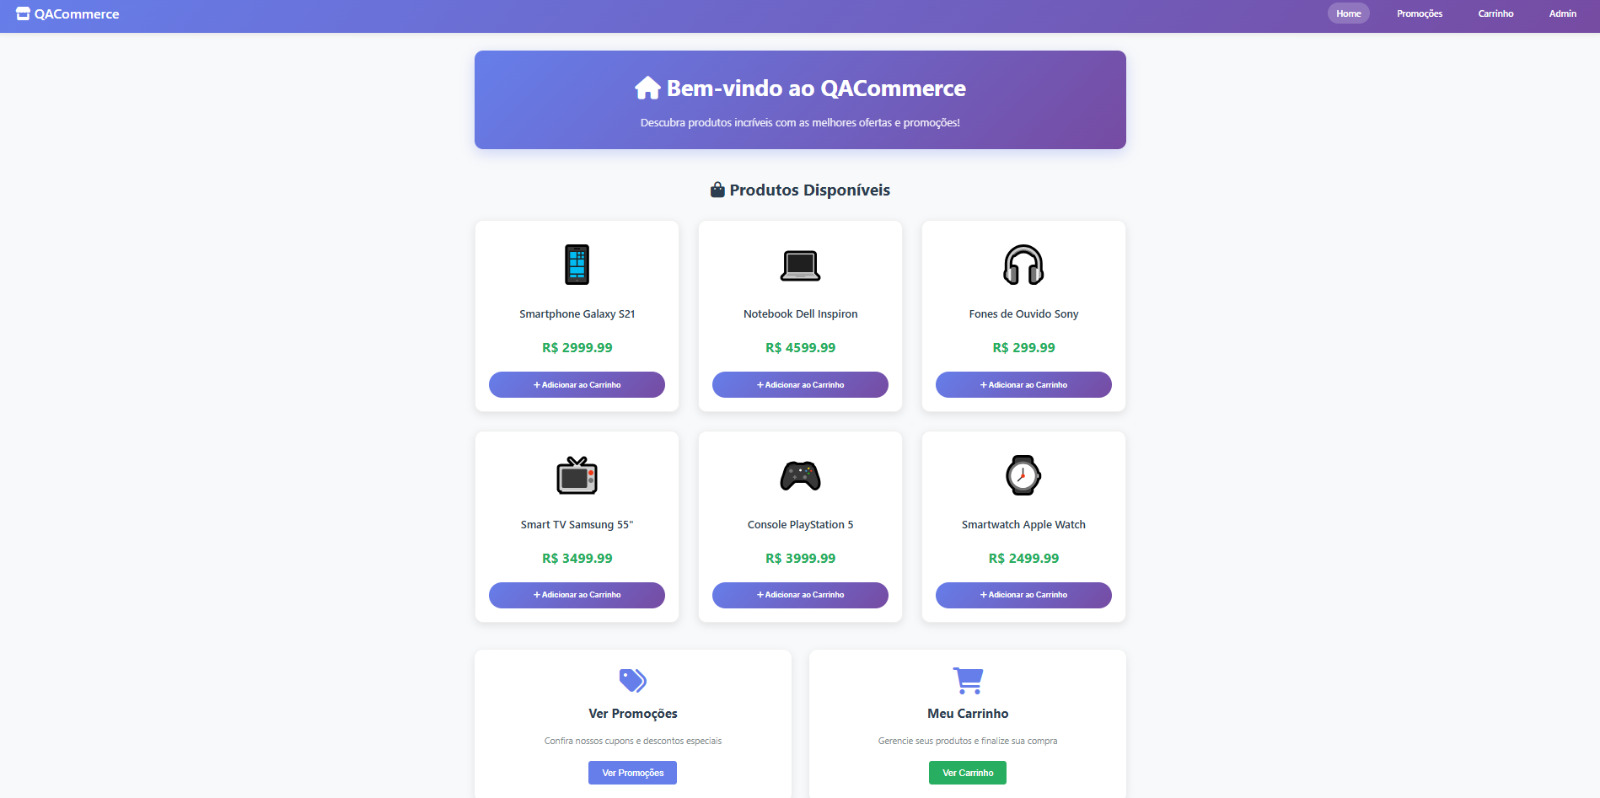 QACommerce
Home Promoções Carrinho Admin
Bem-vindo ao QACommerce
Descubra produtos incríveis com as melhores ofertas e promoções!
Produtos Disponíveis
Smartphone Galaxy S21
R$ 2999.99
+ Adicionar ao Carrinho
Notebook Dell Inspiron
R$ 4599.99
+ Adicionar ao Carrinho
Fones de Ouvido Sony
R$ 299.99
+ Adicionar ao Carrinho
Smart TV Samsung 55"
R$ 3499.99
+ Adicionar ao Carrinho
Console PlayStation 5
R$ 3999.99
+ Adicionar ao Carrinho
Smartwatch Apple Watch
R$ 2499.99
+ Adicionar ao Carrinho
Ver Promoções
Confira nossos cupons e descontos especiais
Ver Promoções
Meu Carrinho
Gerencie seus produtos e finalize sua compra
Ver Carrinho